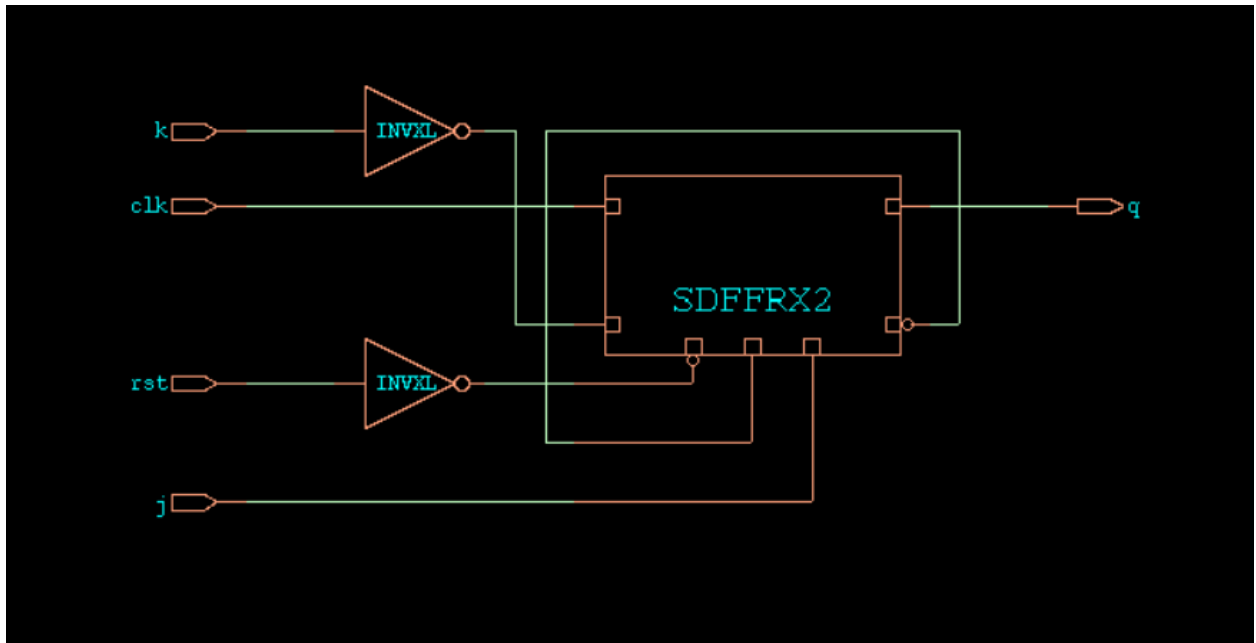 k
INVXL
clk
q
SDFFRX2
rst
INVXL
j